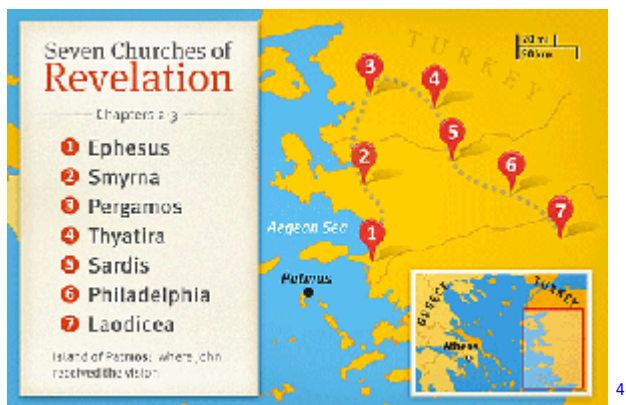 Seven Churches of
Revelation
Chapters 2-3
1 Ephesus
2 Smyrna
3 Pergamos
4 Thyatira
5 Sardis
6 Philadelphia
7 Laodicea
Island of Patmos: where John
received the vision
TURKEY
3
4
5
2
6
7
1
Aegean Sea
Patmos
GREECE
TURKEY
Athens
4